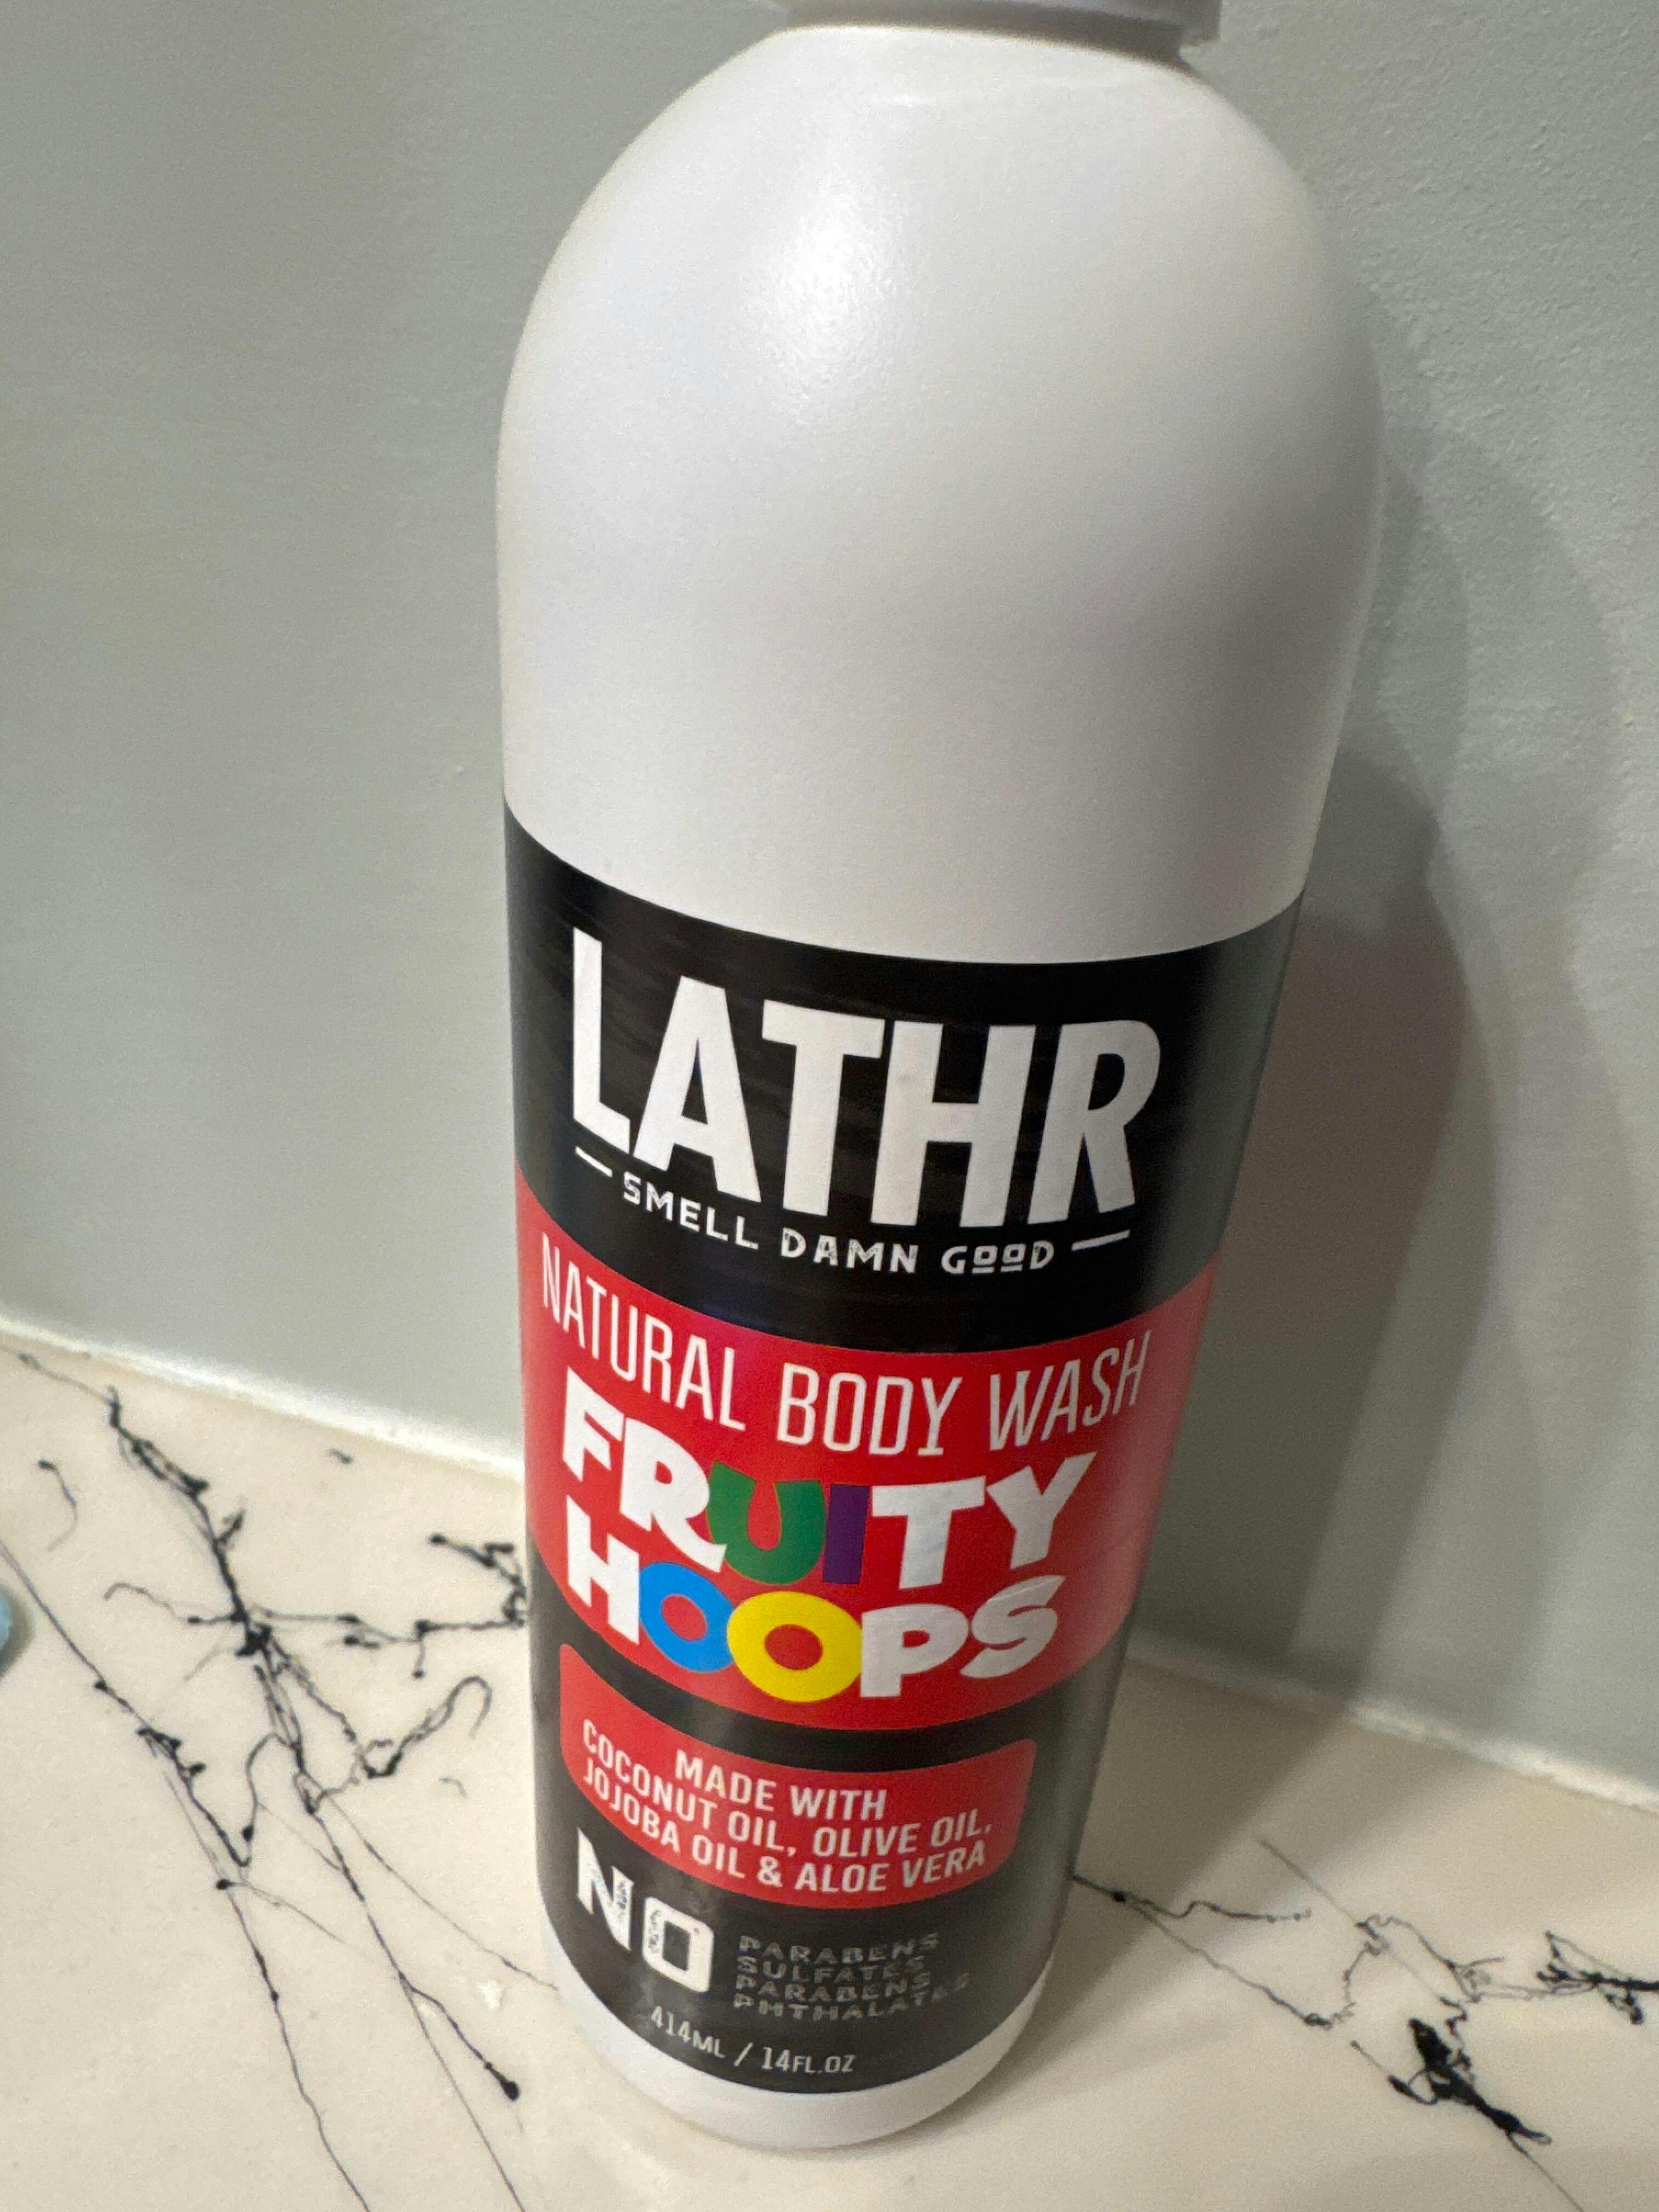 LATHR
SMELL DAMN GOOD
NATURAL BODY WASH
FRUITY
HOOPS
MADE WITH
COCONUT OIL, OLIVE OIL,
JOJOBA OIL & ALOE VERA
NO
PARABENS
SULFATES
PARABENS
PHTHALATES
414ML / 14FL.OZ